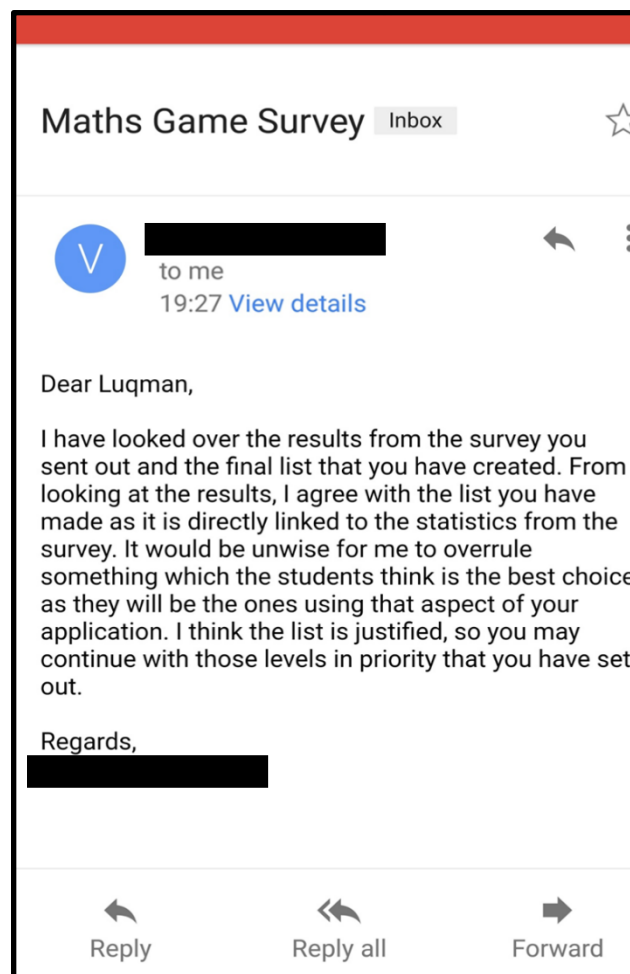 Maths Game Survey Inbox
V
to me
19:27 View details
Dear Luqman,
I have looked over the results from the survey you
sent out and the final list that you have created. From
looking at the results, I agree with the list you have
made as it is directly linked to the statistics from the
survey. It would be unwise for me to overrule
something which the students think is the best choice
as they will be the ones using that aspect of your
application. I think the list is justified, so you may
continue with those levels in priority that you have set
out.
Regards,
Reply Reply all Forward